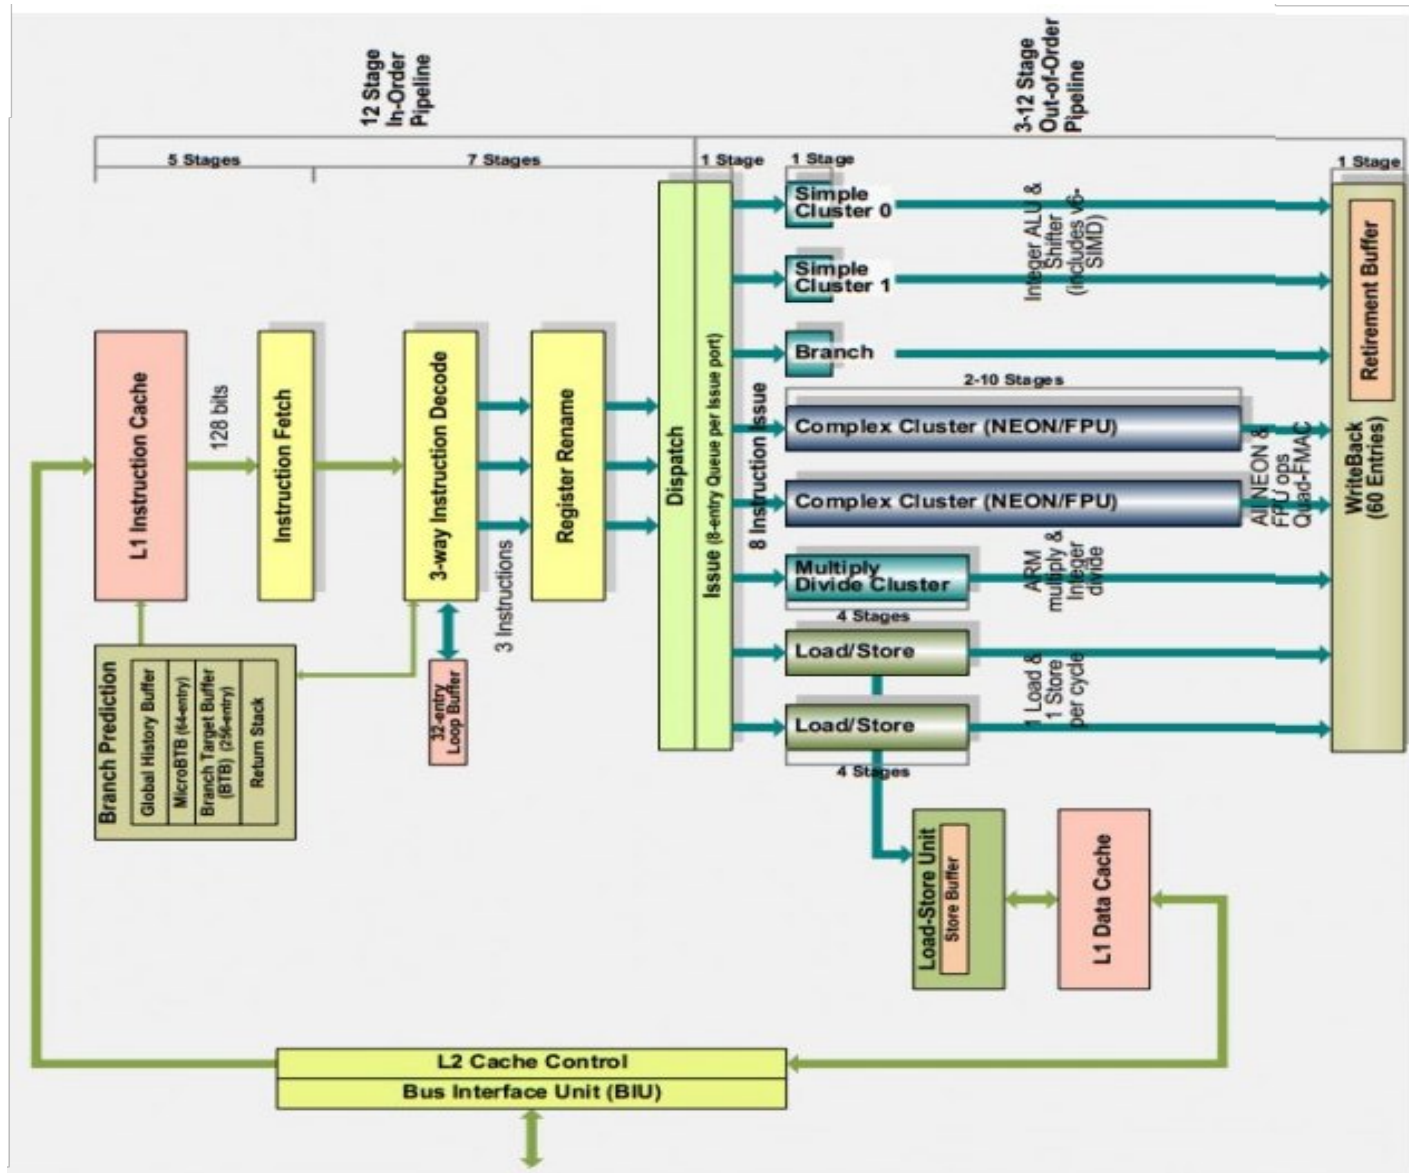 12 Stage
In-Order
Pipeline
3-12 Stage
Out-of-Order
Pipeline
5 Stages
7 Stages
1 Stage
1 Stage
1 Stage
L1 Instruction Cache
128 bits
Instruction Fetch
3-way Instruction Decode
3 Instructions
Register Rename
Dispatch
Issue (8-entry Queue per Issue port)
8 Instruction Issue
Simple
Cluster 0
Simple
Cluster 1
Integer ALU &
Shifter
(includes v6-
SIMD)
Branch
2-10 Stages
Complex Cluster (NEON/FPU)
Complex Cluster (NEON/FPU)
All NEON &
FPU ops
Quad-FMAC
Multiply
Divide Cluster
4 Stages
ARM
multiply &
Integer
divide
Load/Store
Load/Store
4 Stages
1 Load &
1 Store
per cycle
WriteBack
(60 Entries)
Retirement Buffer
Branch Prediction
Global History Buffer
MicroBTB (64-entry)
Branch Target Buffer
(BTB) (256-entry)
Return Stack
32-entry
Loop Buffer
Load-Store Unit
Store Buffer
L1 Data Cache
L2 Cache Control
Bus Interface Unit (BIU)